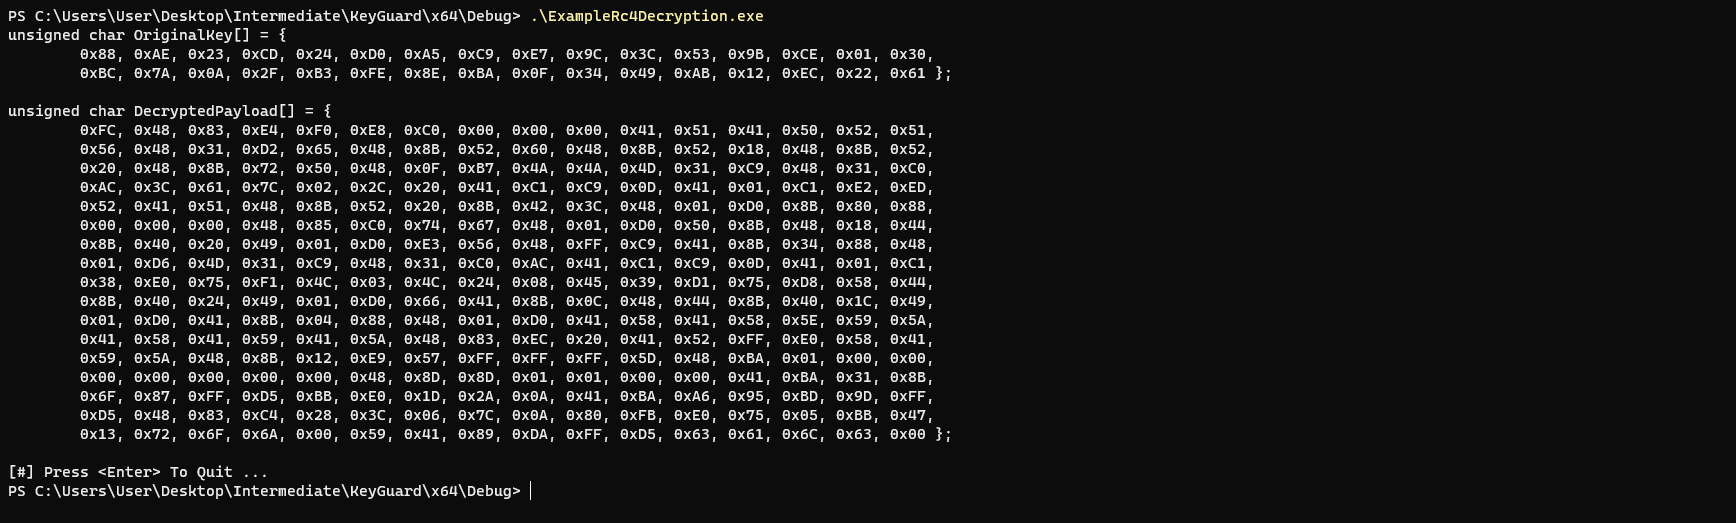 PS C:\Users\User\Desktop\Intermediate\KeyGuard\x64\Debug> .\ExampleRc4Decryption.exe
unsigned char OriginalKey[] = {
0x88, 0xAE, 0x23, 0xCD, 0x24, 0xD0, 0xA5, 0xC9, 0xE7, 0x9C, 0x3C, 0x53, 0x9B, 0xCE, 0x01, 0x30,
0xBC, 0x7A, 0x0A, 0x2F, 0xB3, 0xFE, 0x8E, 0xBA, 0x0F, 0x34, 0x49, 0xAB, 0x12, 0xEC, 0x22, 0x61 };
unsigned char DecryptedPayload[] = {
0xFC, 0x48, 0x83, 0xE4, 0xF0, 0xE8, 0xC0, 0x00, 0x00, 0x00, 0x41, 0x51, 0x41, 0x50, 0x52, 0x51,
0x56, 0x48, 0x31, 0xD2, 0x65, 0x48, 0x8B, 0x52, 0x60, 0x48, 0x8B, 0x52, 0x18, 0x48, 0x8B, 0x52,
0x20, 0x48, 0x8B, 0x72, 0x50, 0x48, 0x0F, 0xB7, 0x4A, 0x4A, 0x4D, 0x31, 0xC9, 0x48, 0x31, 0xC0,
0xAC, 0x3C, 0x61, 0x7C, 0x02, 0x2C, 0x20, 0x41, 0xC1, 0xC9, 0x0D, 0x41, 0x01, 0xC1, 0xE2, 0xED,
0x52, 0x41, 0x51, 0x48, 0x8B, 0x52, 0x20, 0x8B, 0x42, 0x3C, 0x48, 0x01, 0xD0, 0x8B, 0x80, 0x88,
0x00, 0x00, 0x00, 0x48, 0x85, 0xC0, 0x74, 0x67, 0x48, 0x01, 0xD0, 0x50, 0x8B, 0x48, 0x18, 0x44,
0x8B, 0x40, 0x20, 0x49, 0x01, 0xD0, 0xE3, 0x56, 0x48, 0xFF, 0xC9, 0x41, 0x8B, 0x34, 0x88, 0x48,
0x01, 0xD6, 0x4D, 0x31, 0xC9, 0x48, 0x31, 0xC0, 0xAC, 0x41, 0xC1, 0xC9, 0x0D, 0x41, 0x01, 0xC1,
0x38, 0xE0, 0x75, 0xF1, 0x4C, 0x03, 0x4C, 0x24, 0x08, 0x45, 0x39, 0xD1, 0x75, 0xD8, 0x58, 0x44,
0x8B, 0x40, 0x24, 0x49, 0x01, 0xD0, 0x66, 0x41, 0x8B, 0x0C, 0x48, 0x44, 0x8B, 0x40, 0x1C, 0x49,
0x01, 0xD0, 0x41, 0x8B, 0x04, 0x88, 0x48, 0x01, 0xD0, 0x41, 0x58, 0x41, 0x58, 0x5E, 0x59, 0x5A,
0x41, 0x58, 0x41, 0x59, 0x41, 0x5A, 0x48, 0x83, 0xEC, 0x20, 0x41, 0x52, 0xFF, 0xE0, 0x58, 0x41,
0x59, 0x5A, 0x48, 0x8B, 0x12, 0xE9, 0x57, 0xFF, 0xFF, 0xFF, 0x5D, 0x48, 0xBA, 0x01, 0x00, 0x00,
0x00, 0x00, 0x00, 0x00, 0x00, 0x48, 0x8D, 0x8D, 0x01, 0x01, 0x00, 0x00, 0x41, 0xBA, 0x31, 0x8B,
0x6F, 0x87, 0xFF, 0xD5, 0xBB, 0xE0, 0x1D, 0x2A, 0x0A, 0x41, 0xBA, 0xA6, 0x95, 0xBD, 0x9D, 0xFF,
0xD5, 0x48, 0x83, 0xC4, 0x28, 0x3C, 0x06, 0x7C, 0x0A, 0x80, 0xFB, 0xE0, 0x75, 0x05, 0xBB, 0x47,
0x13, 0x72, 0x6F, 0x6A, 0x00, 0x59, 0x41, 0x89, 0xDA, 0xFF, 0xD5, 0x63, 0x61, 0x6C, 0x63, 0x00 };
[#] Press <Enter> To Quit ...
PS C:\Users\User\Desktop\Intermediate\KeyGuard\x64\Debug>